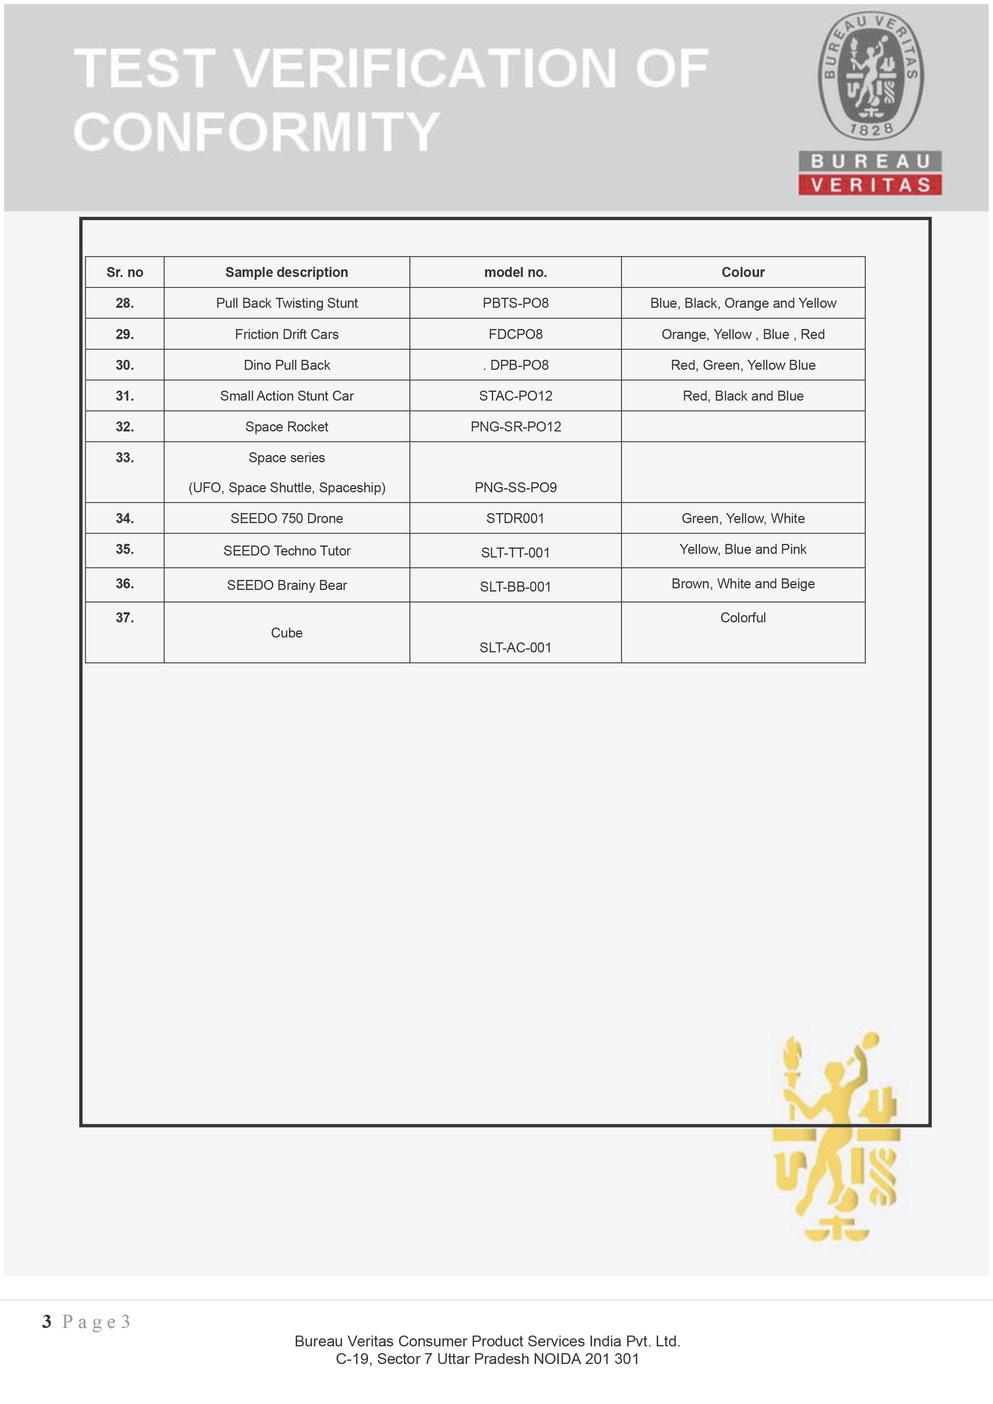 TEST VERIFICATION OF
CONFORMITY
BUREAU VERITAS
1828
BUREAU
VERITAS
Sr. no Sample description model no. Colour
28. Pull Back Twisting Stunt PBTS-PO8 Blue, Black, Orange and Yellow
29. Friction Drift Cars FDCPO8 Orange, Yellow , Blue , Red
30. Dino Pull Back . DPB-PO8 Red, Green, Yellow Blue
31. Small Action Stunt Car STAC-PO12 Red, Black and Blue
32. Space Rocket PNG-SR-PO12
33. Space series
(UFO, Space Shuttle, Spaceship) PNG-SS-PO9
34. SEEDO 750 Drone STDR001 Green, Yellow, White
35. SEEDO Techno Tutor SLT-TT-001 Yellow, Blue and Pink
36. SEEDO Brainy Bear SLT-BB-001 Brown, White and Beige
37. Colorful
Cube
SLT-AC-001
3 Page3
Bureau Veritas Consumer Product Services India Pvt. Ltd.
C-19, Sector 7 Uttar Pradesh NOIDA 201 301